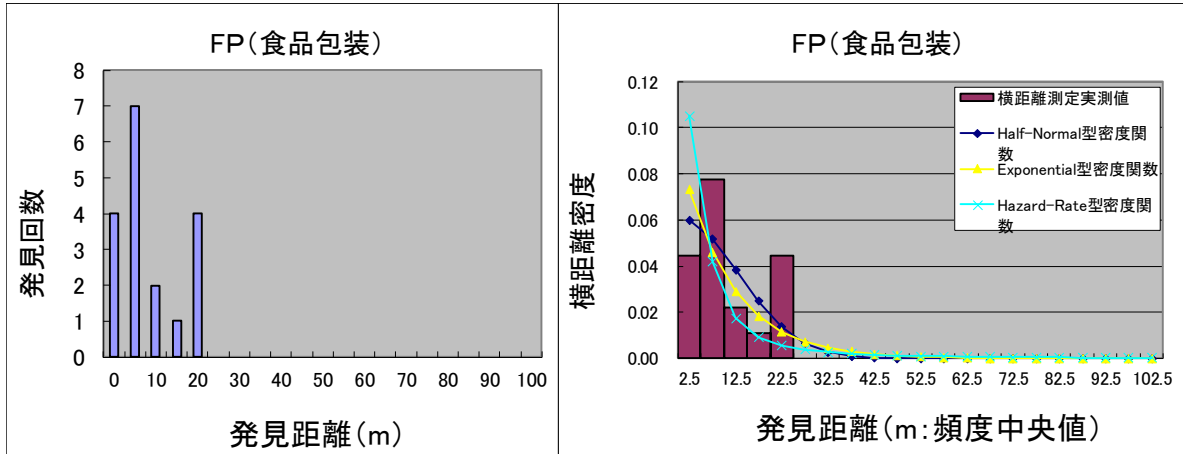 FP(食品包装)
8
7
6
5
4
3
2
1
0
発見回数
0 10 20 30 40 50 60 70 80 90 100
発見距離(m)
FP(食品包装)
0.12
0.10
0.08
0.06
0.04
0.02
0.00
横距離密度
横距離測定実測値
Half-Normal型密度関
数
Exponential型密度関数
Hazard-Rate型密度関
数
2.5 12.5 22.5 32.5 42.5 52.5 62.5 72.5 82.5 92.5 102.5
発見距離(m:頻度中央値)